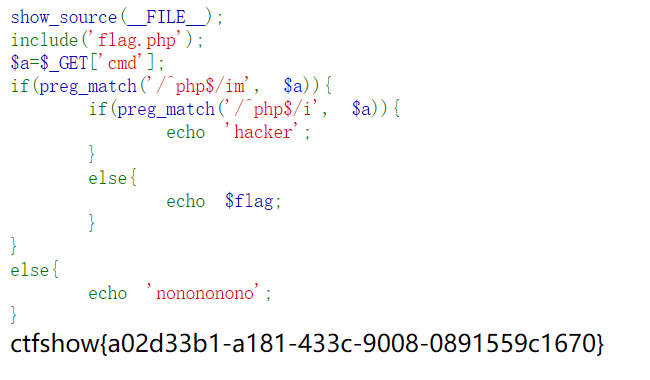 show_source(__FILE__);
include('flag.php');
$a=$_GET['cmd'];
if(preg_match('/^php$/im', $a)){
        if(preg_match('/^php$/i', $a)){
                echo 'hacker';
        }
        else{
                echo $flag;
        }
}
else{
        echo 'nonononono';
}
ctfshow{a02d33b1-a181-433c-9008-0891559c1670}